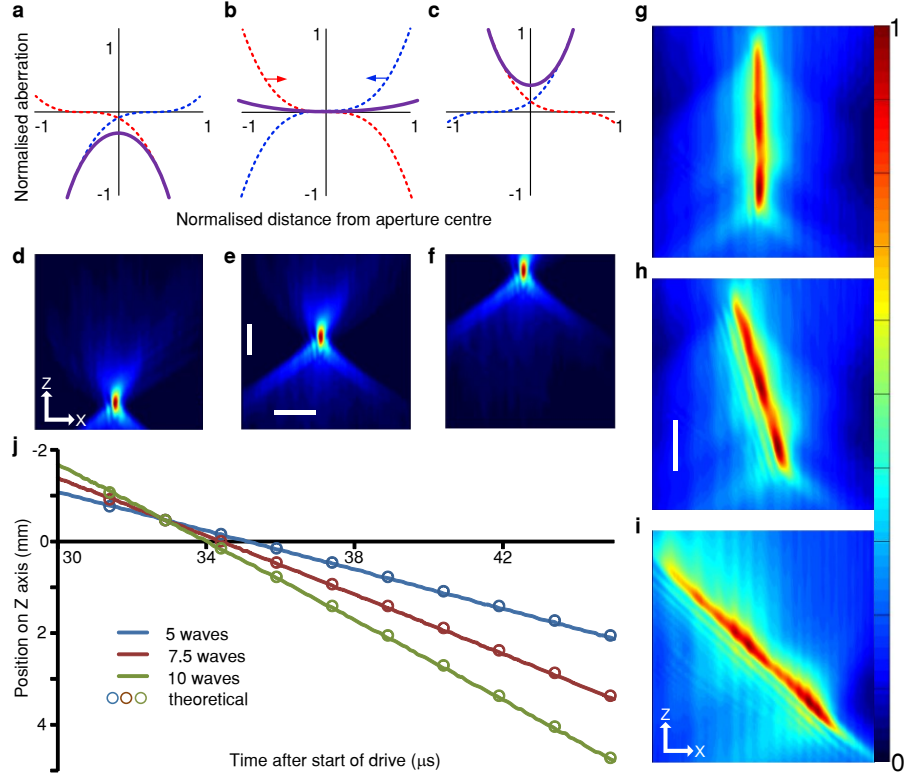 a
b
c
g
1
1
1
1
-1
1
-1
1
-1
1
-1
-1
-1
Normalised aberration
Normalised distance from aperture centre
d
e
f
h
Z
X
j
i
-2
0
2
4
30
34
38
42
Position on Z axis (mm)
5 waves
7.5 waves
10 waves
theoretical
Time after start of drive (μs)
Z
X
0